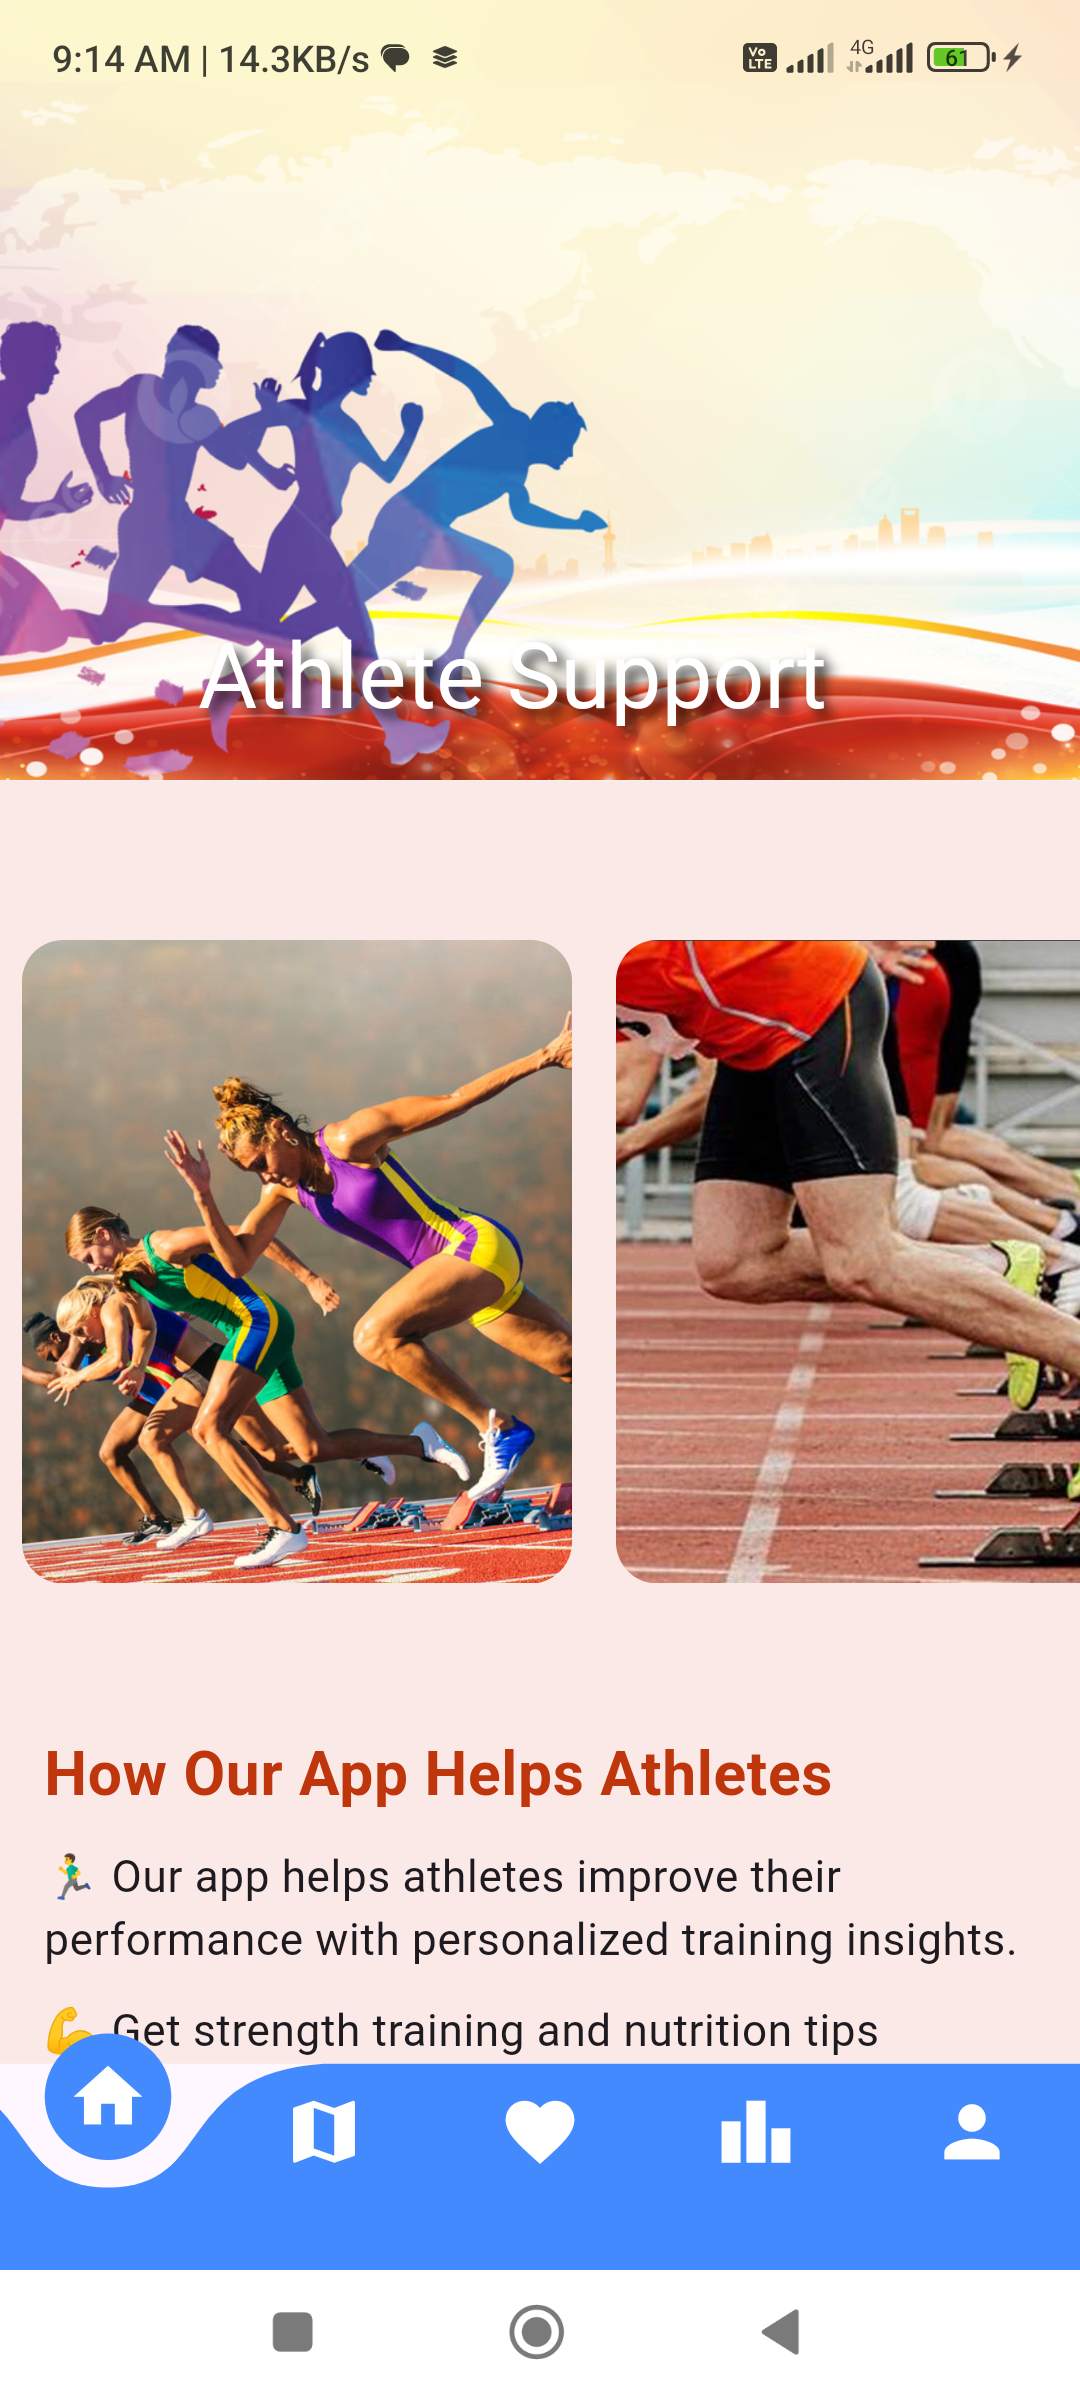 9:14 AM | 14.3KB/s
Vo LTE
4G
61
Athlete Support
How Our App Helps Athletes
🏃‍♂️ Our app helps athletes improve their
performance with personalized training insights.
💪 Get strength training and nutrition tips